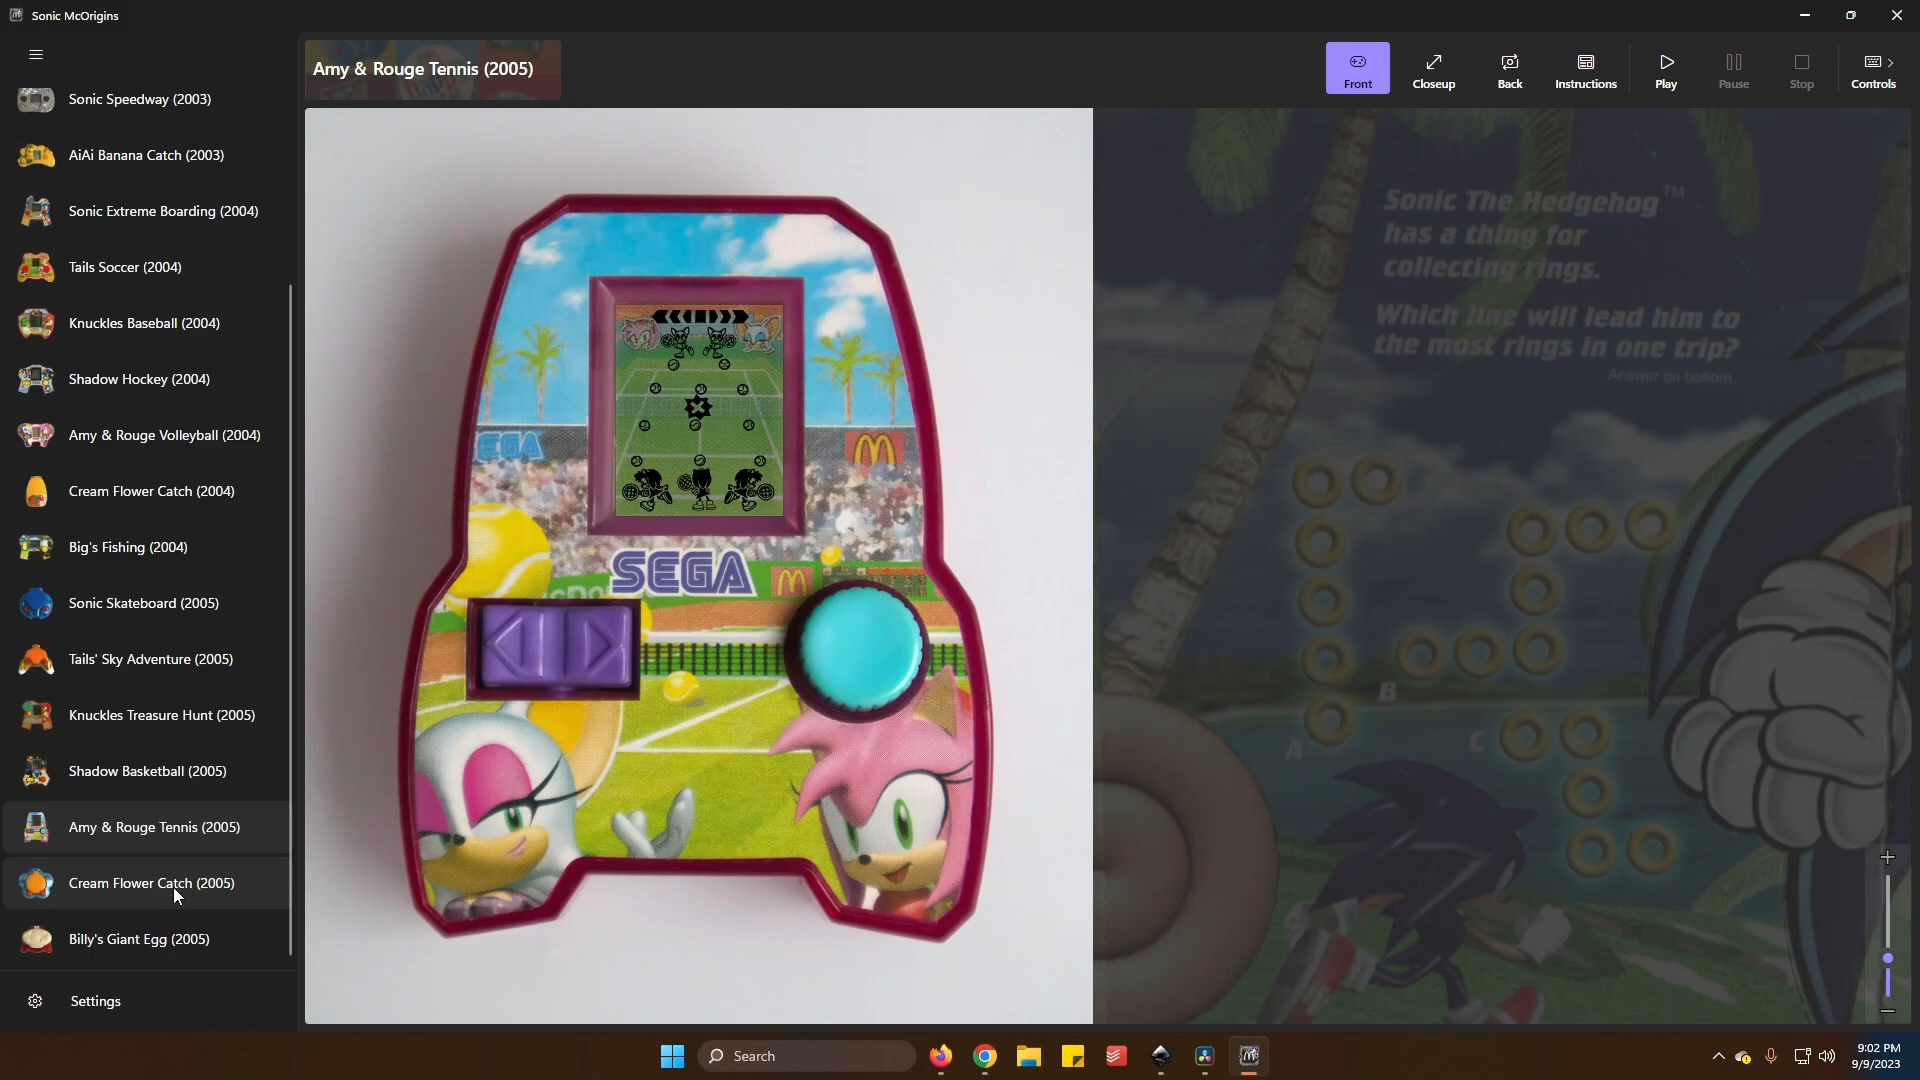 Sonic McOrigins
Amy & Rouge Tennis (2005)
Front
Closeup
Back
Instructions
Play
Pause
Stop
Controls
Sonic Speedway (2003)
AiAi Banana Catch (2003)
Sonic Extreme Boarding (2004)
Tails Soccer (2004)
Knuckles Baseball (2004)
Shadow Hockey (2004)
Amy & Rouge Volleyball (2004)
Cream Flower Catch (2004)
Big's Fishing (2004)
Sonic Skateboard (2005)
Tails' Sky Adventure (2005)
Knuckles Treasure Hunt (2005)
Shadow Basketball (2005)
Amy & Rouge Tennis (2005)
Cream Flower Catch (2005)
Billy's Giant Egg (2005)
Settings
SEGA
SEGA
Sonic The Hedgehog™
has a thing for
collecting rings.
Which line will lead him to
the most rings in one trip?
Answer on bottom.
A
B
C
Search
9:02 PM
9/9/2023